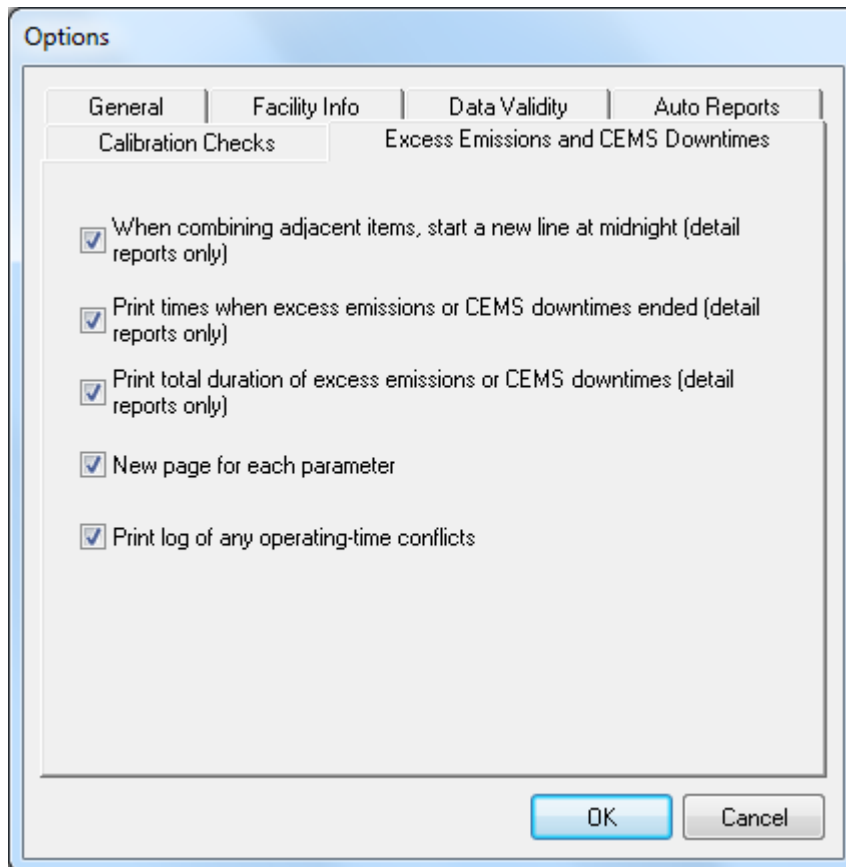 Options
General
Facility Info
Data Validity
Auto Reports
Calibration Checks
Excess Emissions and CEMS Downtimes
When combining adjacent items, start a new line at midnight (detail
reports only)
Print times when excess emissions or CEMS downtimes ended (detail
reports only)
Print total duration of excess emissions or CEMS downtimes (detail
reports only)
New page for each parameter
Print log of any operating-time conflicts
OK
Cancel